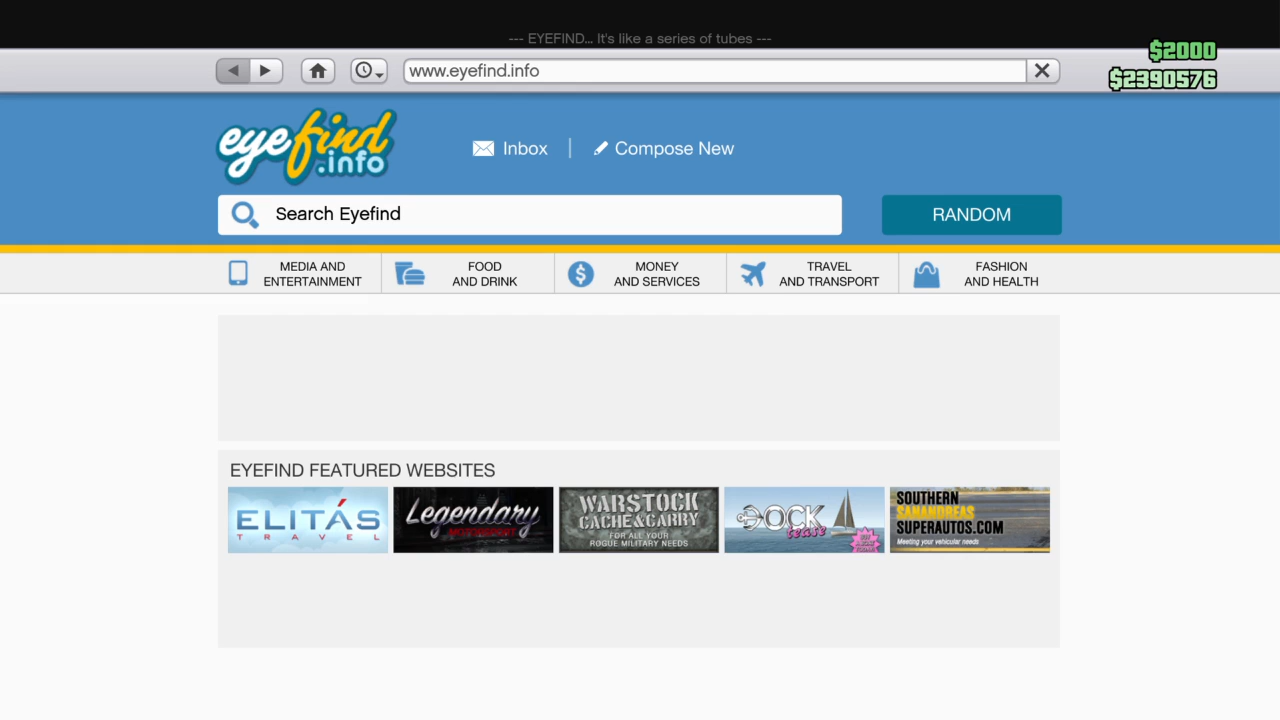 --- EYEFIND... It's like a series of tubes ---
$2000
www.eyefind.info
$2390576
eyefind
.info
Inbox
Compose New
Search Eyefind
RANDOM
MEDIA AND
ENTERTAINMENT
FOOD
AND DRINK
MONEY
AND SERVICES
TRAVEL
AND TRANSPORT
FASHION
AND HEALTH
EYEFIND FEATURED WEBSITES
ELITÁS
TRAVEL
Legendary
MOTORSPORT
WARSTOCK
CACHE&CARRY
FOR ALL YOUR
ROGUE MILITARY NEEDS
DOCK
tease
SOUTHERN
SANANDREAS
SUPERAUTOS.COM
Meeting your vehicular needs